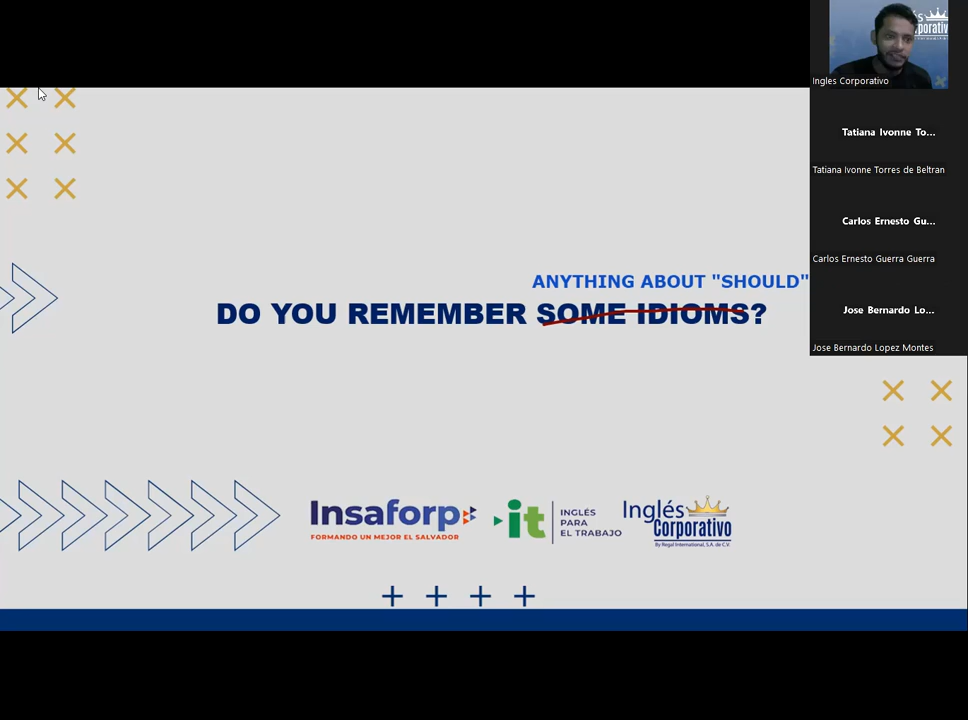 Inglés
Corporativo
Ingles Corporativo
Tatiana Ivonne To...
Tatiana Ivonne Torres de Beltran
Carlos Ernesto Gu...
Carlos Ernesto Guerra Guerra
Jose Bernardo Lo...
Jose Bernardo Lopez Montes
ANYTHING ABOUT "SHOULD"
DO YOU REMEMBER SOME IDIOMS?
Insaforp
FORMANDO UN MEJOR EL SALVADOR
it
INGLÉS
PARA
EL TRABAJO
Inglés
Corporativo
By Regal International, S.A. de C.V.